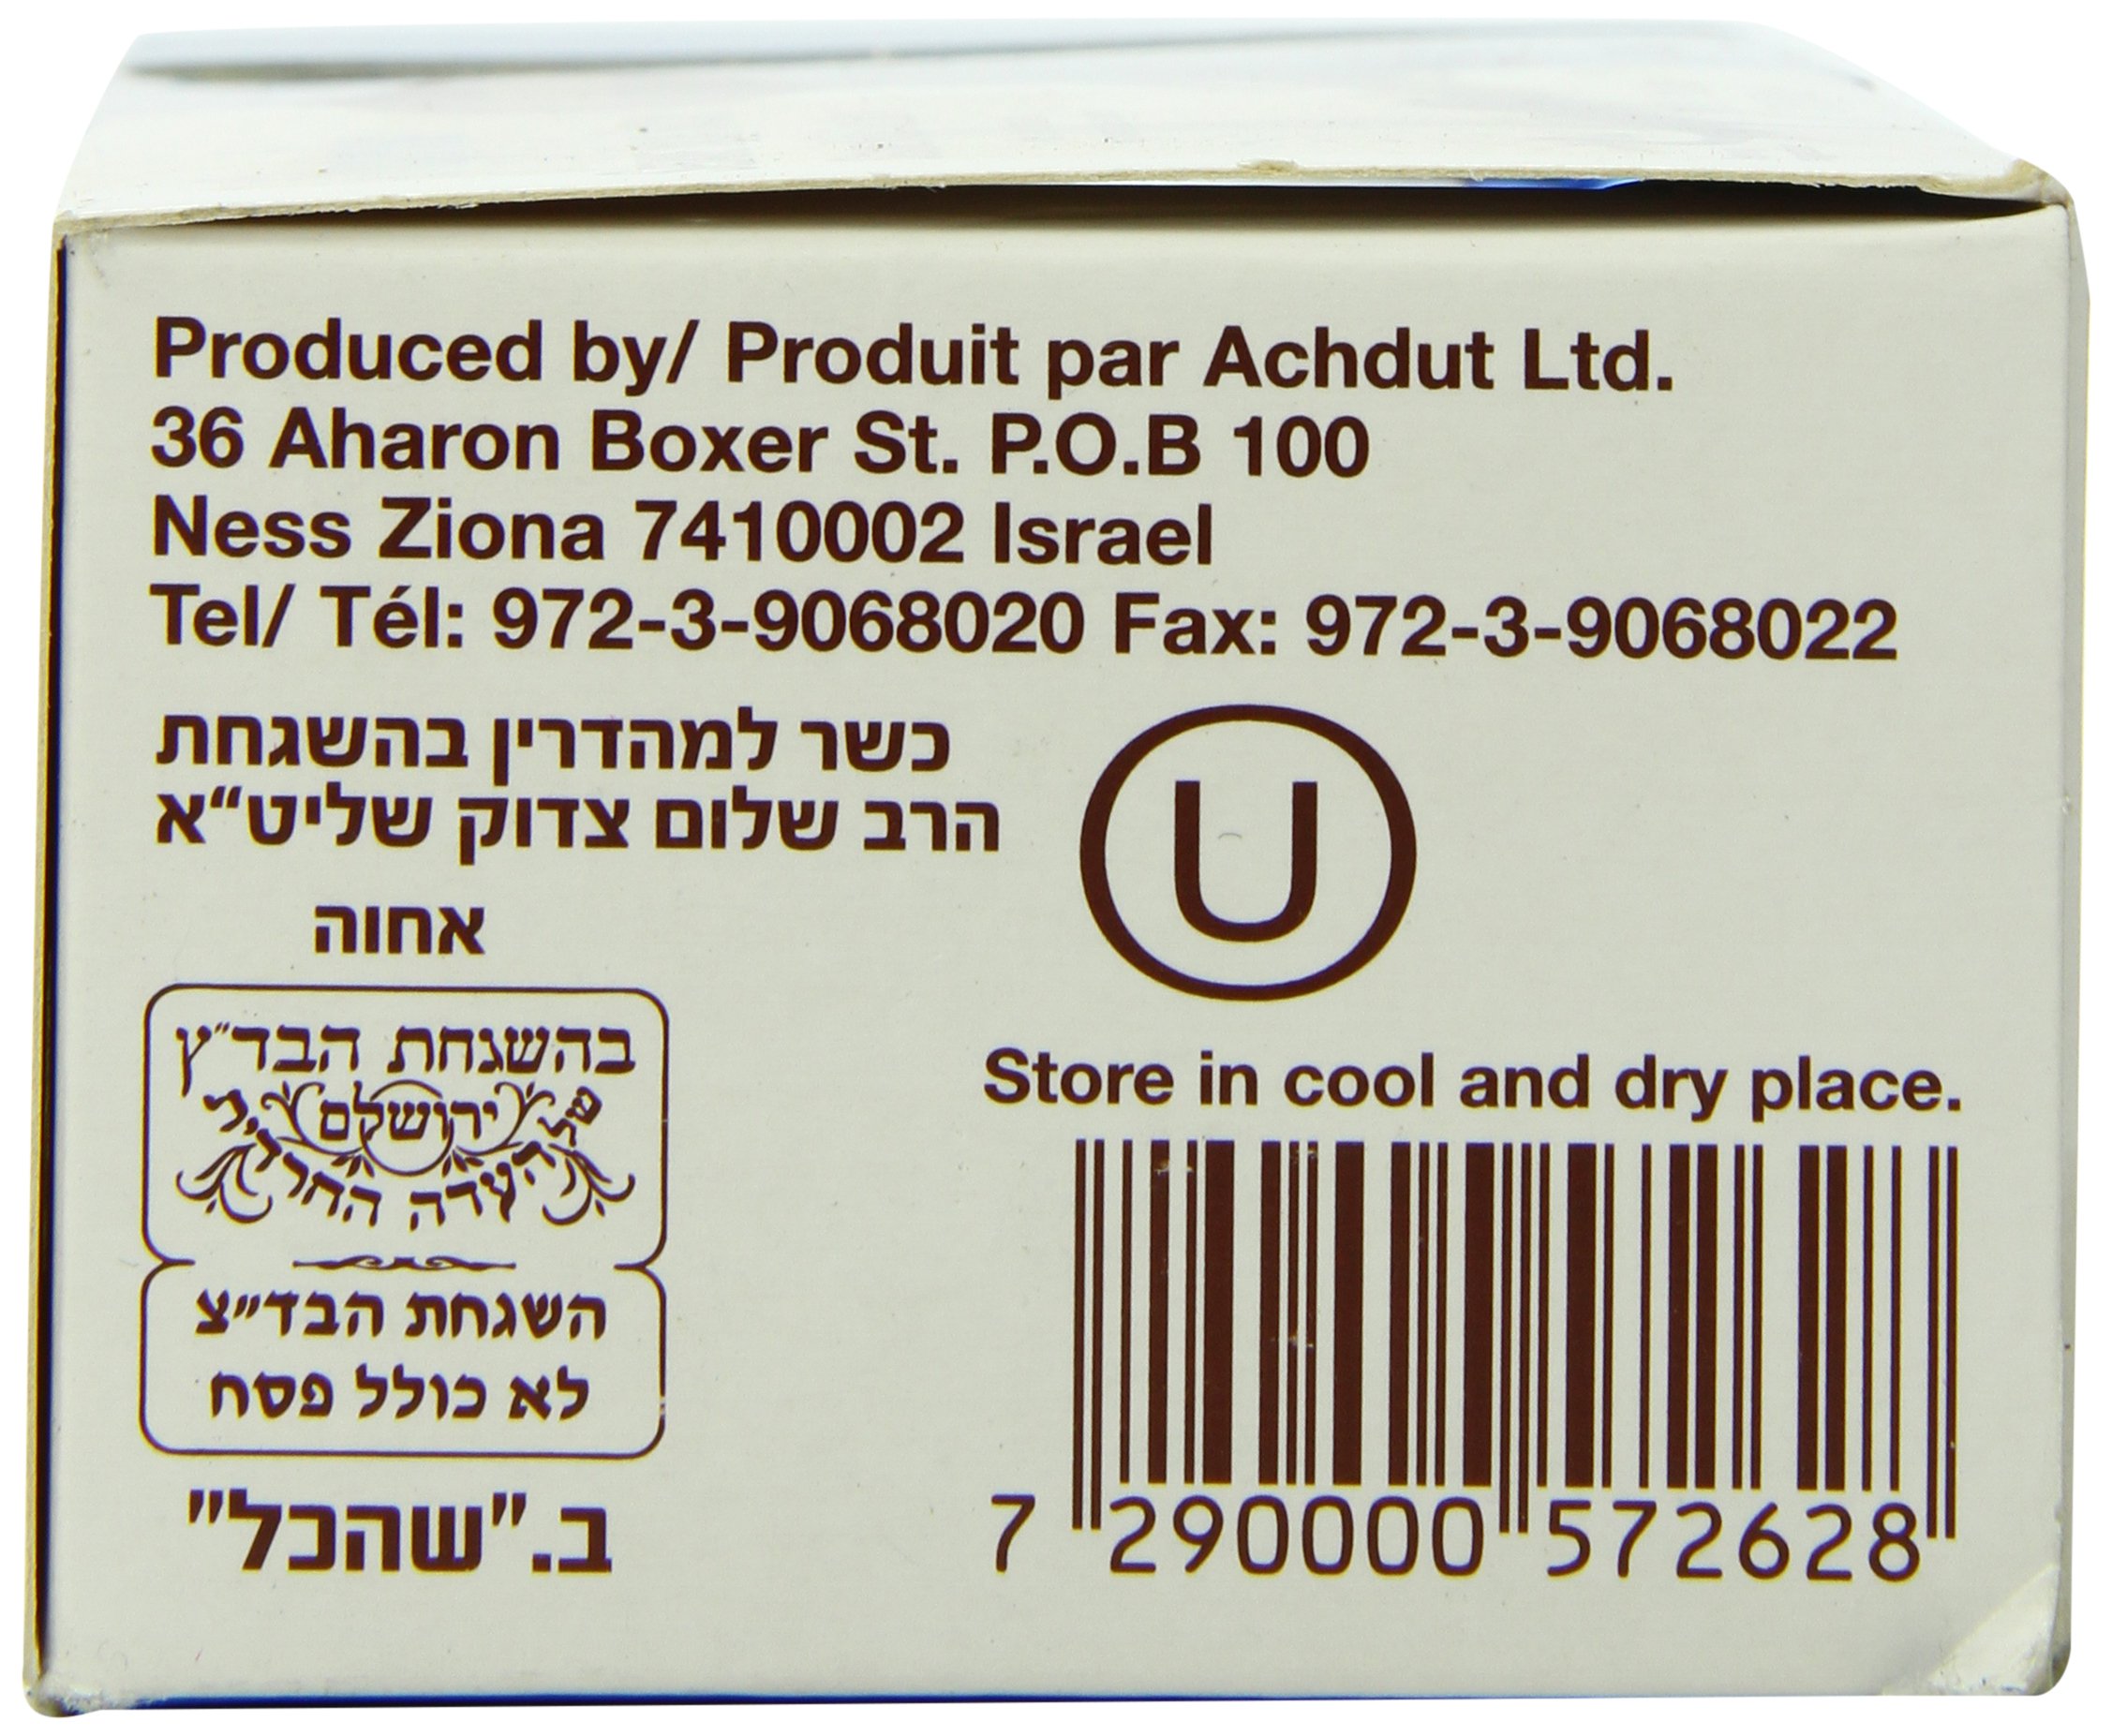 Produced by/ Produit par Achdut Ltd.
36 Aharon Boxer St. P.O.B 100
Ness Ziona 7410002 Israel
Tel/ Tél: 972-3-9068020 Fax: 972-3-9068022
כשר למהדרין בהשגחת
הרב שלום צדוק שליט"א
U
אחוה
בהשגחת הבד"ץ
ירושלם
של העדה החרדית
השגחת הבד"צ
לא כולל פסח
ב."שהכל"
Store in cool and dry place.
7 290000 572628